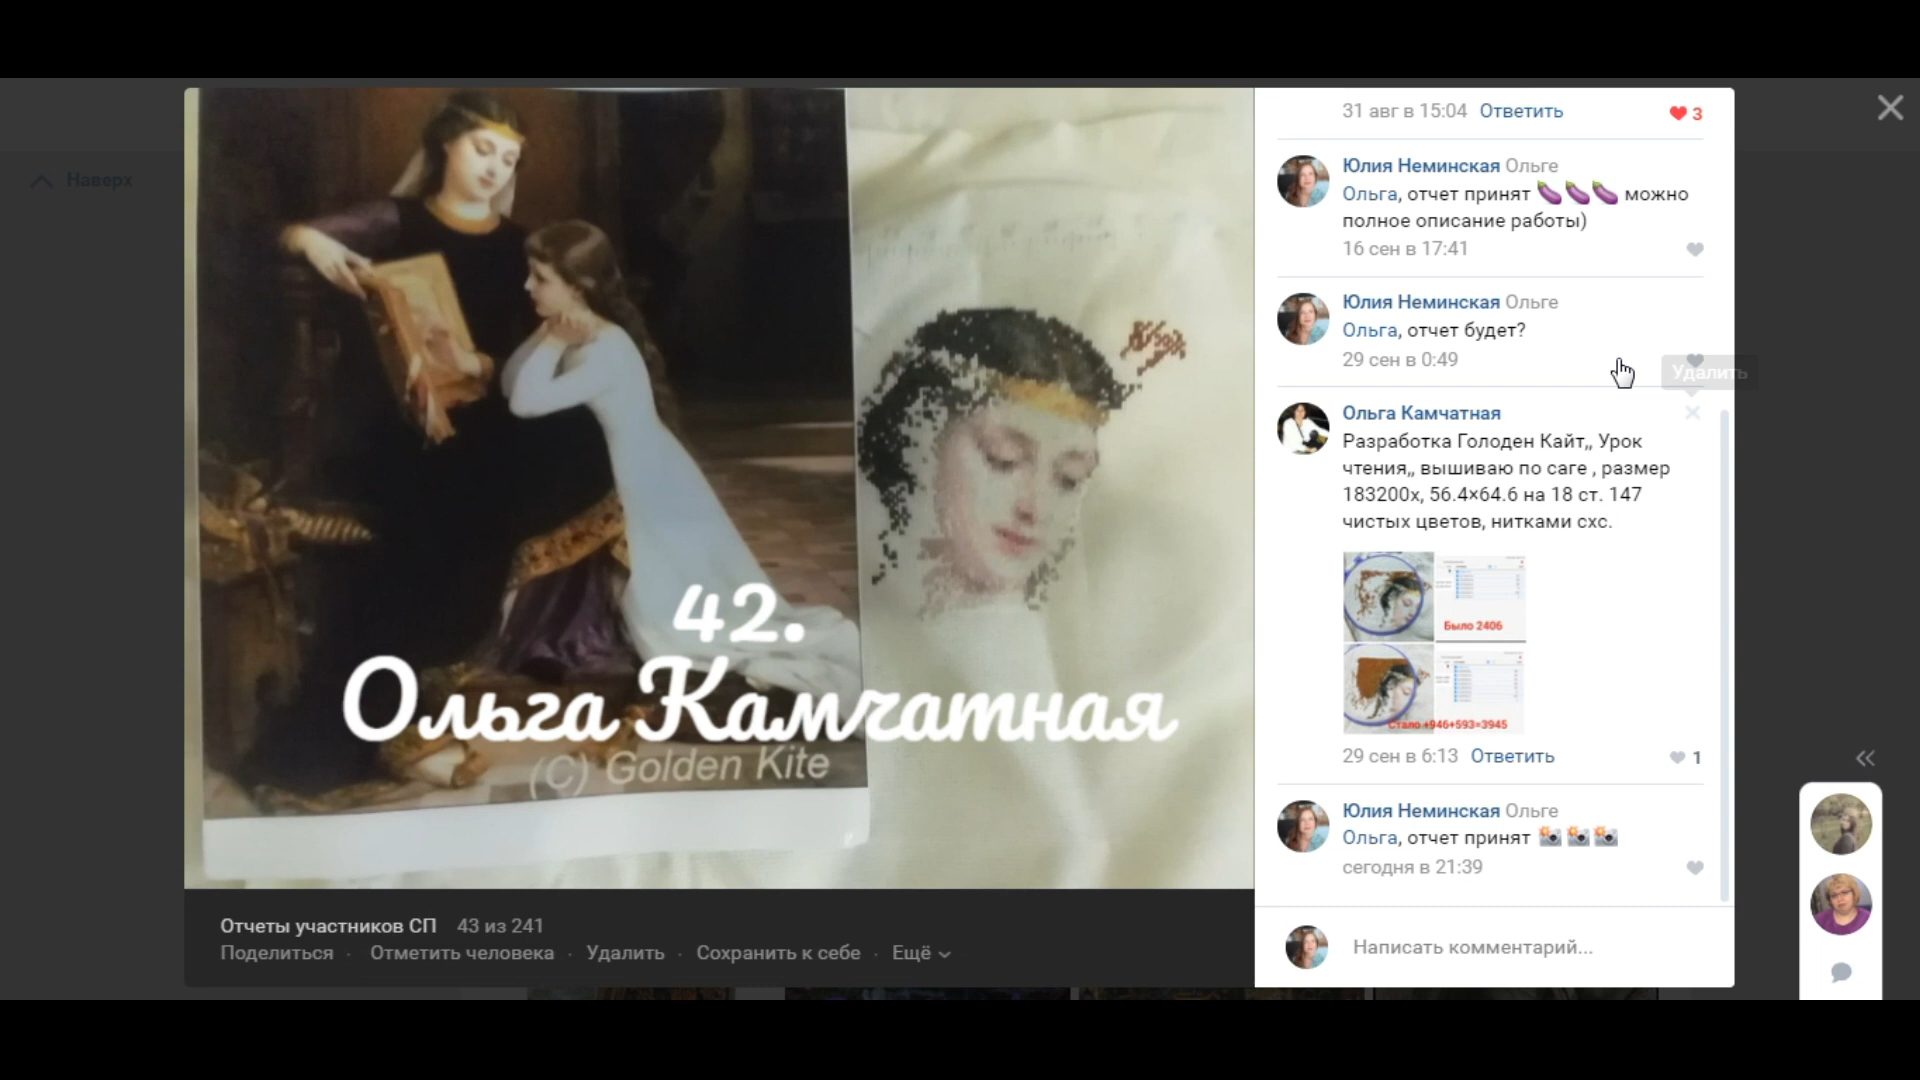 Наверх
42.
Ольга Камчатная
(C) Golden Kite
Отчеты участников СП 43 из 241
Поделиться · Отметить человека · Удалить · Сохранить к себе · Ещё
31 авг в 15:04 Ответить 3
Юлия Неминская Ольге
Ольга, отчет принят 🍆🍆🍆 можно
полное описание работы)
16 сен в 17:41
Юлия Неминская Ольге
Ольга, отчет будет?
29 сен в 0:49
Удалить
Ольга Камчатная
Разработка Голоден Кайт,, Урок
чтения,, вышиваю по саге , размер
183200х, 56.4×64.6 на 18 ст. 147
чистых цветов, нитками схс.
Было 2406
Стало +946+593=3945
29 сен в 6:13 Ответить 1
Юлия Неминская Ольге
Ольга, отчет принят 📸📸📸
сегодня в 21:39
Написать комментарий...